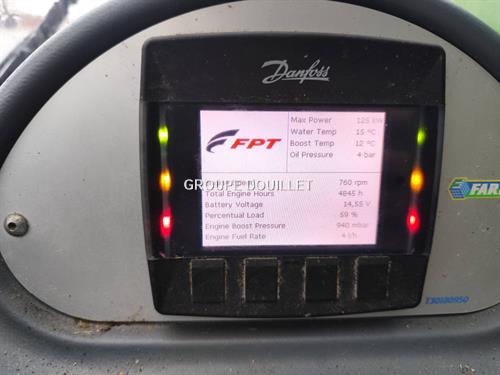 Danfoss
FPT
Max Power 125 kW
Water Temp 15 °C
Boost Temp 12 °C
Oil Pressure 4 bar
760 rpm
GROUPE DOUILLET
Total Engine Hours 4845 h
Battery Voltage 14,55 V
Percentual Load 59 %
Engine Boost Pressure 940 mbar
Engine Fuel Rate 4 l/h
T30180950